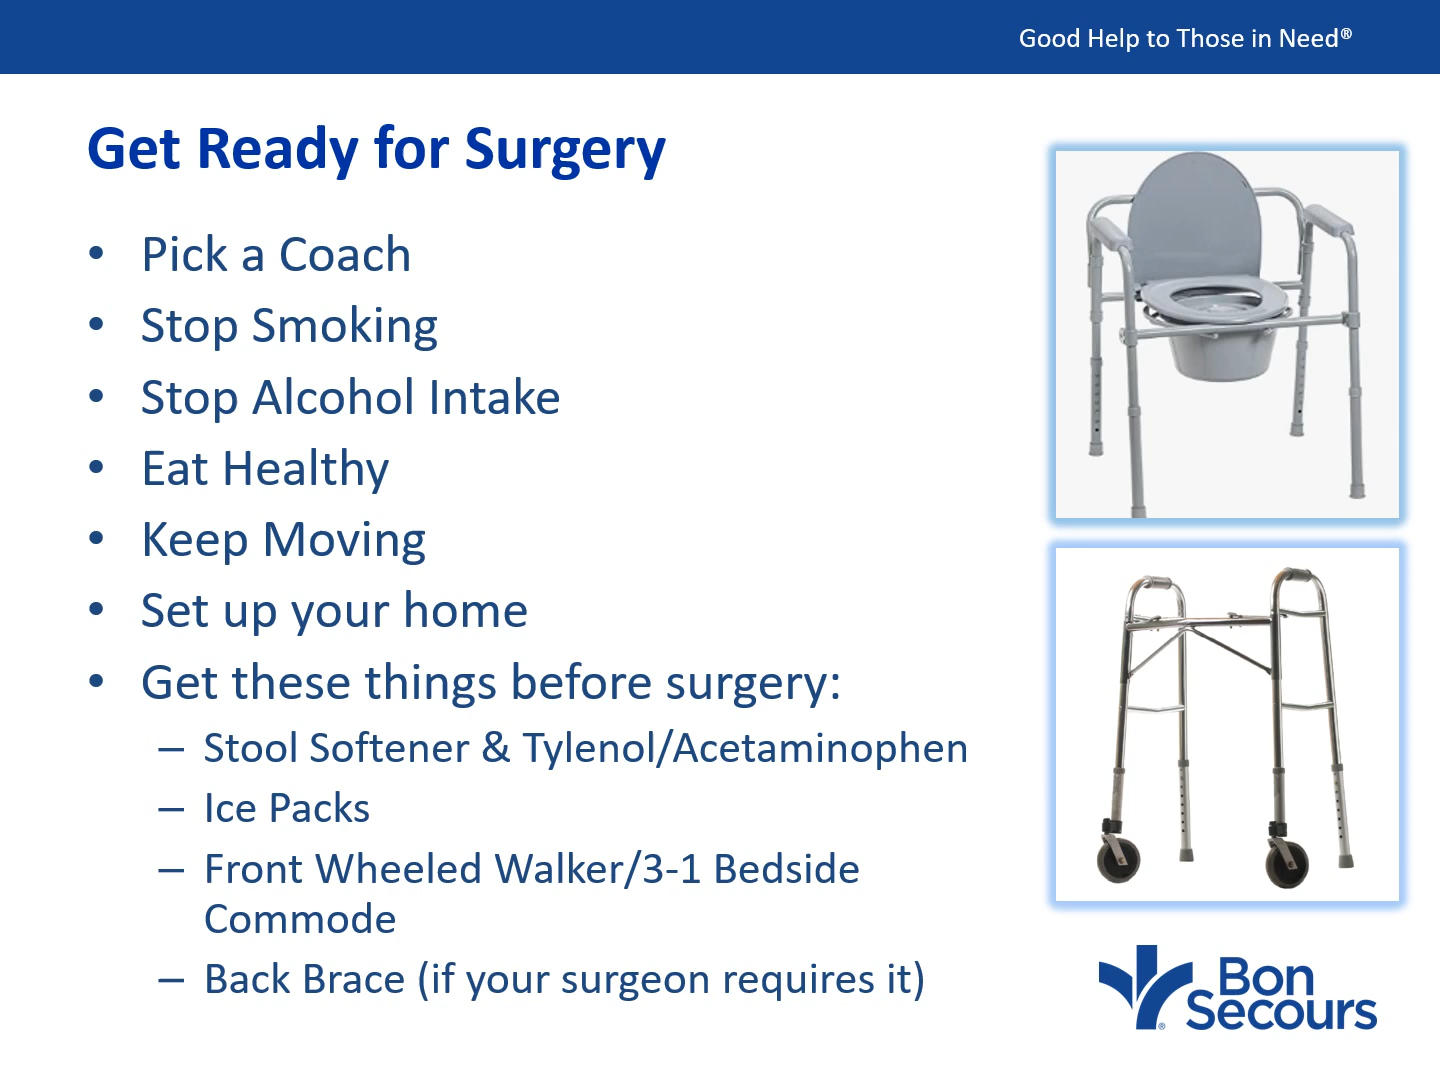 Good Help to Those in Need®
Get Ready for Surgery
• Pick a Coach
• Stop Smoking
• Stop Alcohol Intake
• Eat Healthy
• Keep Moving
• Set up your home
• Get these things before surgery:
– Stool Softener & Tylenol/Acetaminophen
– Ice Packs
– Front Wheeled Walker/3-1 Bedside
Commode
– Back Brace (if your surgeon requires it)
Bon
Secours
®